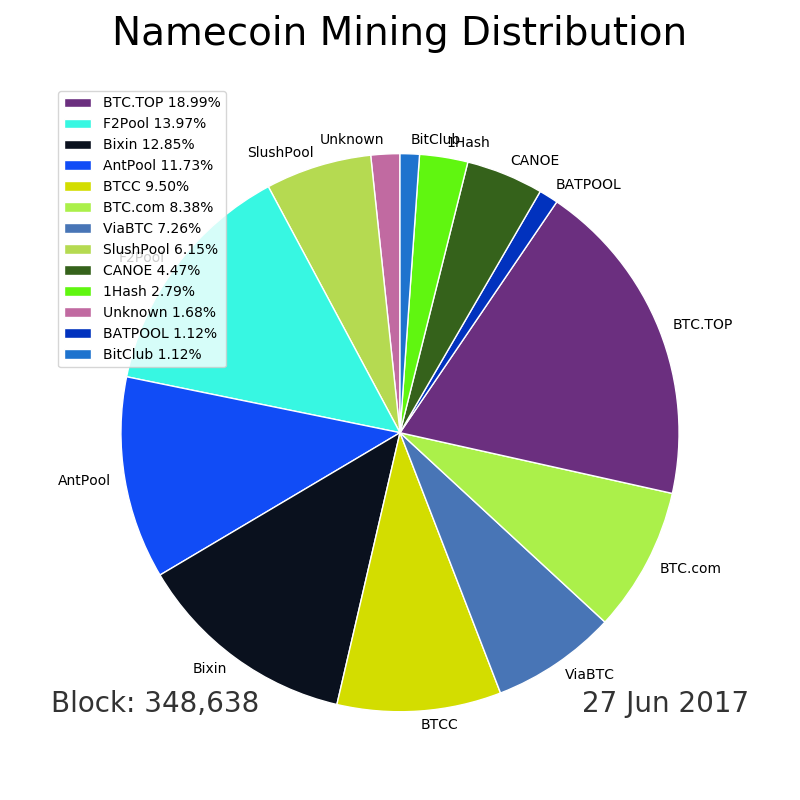 Namecoin Mining Distribution
BTC.TOP 18.99%
F2Pool 13.97%
Bixin 12.85%
AntPool 11.73%
BTCC 9.50%
BTC.com 8.38%
ViaBTC 7.26%
SlushPool 6.15%
CANOE 4.47%
1Hash 2.79%
Unknown 1.68%
BATPOOL 1.12%
BitClub 1.12%
Unknown
BitClub
1Hash
SlushPool
CANOE
BATPOOL
F2Pool
BTC.TOP
AntPool
BTC.com
Bixin
ViaBTC
BTCC
Block: 348,638
27 Jun 2017